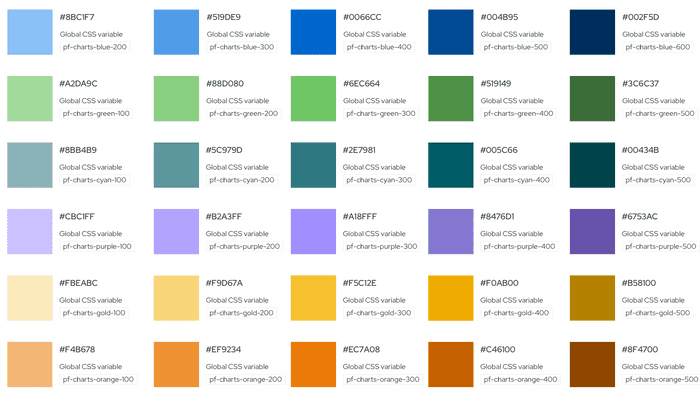 #8BC1F7 #519DE9 #0066CC #004B95 #002F5D
Global CSS variable Global CSS variable Global CSS variable Global CSS variable Global CSS variable
pf-charts-blue-200 pf-charts-blue-300 pf-charts-blue-400 pf-charts-blue-500 pf-charts-blue-600
#A2DA9C #88D080 #6EC664 #519149 #3C6C37
Global CSS variable Global CSS variable Global CSS variable Global CSS variable Global CSS variable
pf-charts-green-100 pf-charts-green-200 pf-charts-green-300 pf-charts-green-400 pf-charts-green-500
#8BB4B9 #5C979D #2E7981 #005C66 #00434B
Global CSS variable Global CSS variable Global CSS variable Global CSS variable Global CSS variable
pf-charts-cyan-100 pf-charts-cyan-200 pf-charts-cyan-300 pf-charts-cyan-400 pf-charts-cyan-500
#CBC1FF #B2A3FF #A18FFF #8476D1 #6753AC
Global CSS variable Global CSS variable Global CSS variable Global CSS variable Global CSS variable
pf-charts-purple-100 pf-charts-purple-200 pf-charts-purple-300 pf-charts-purple-400 pf-charts-purple-500
#FBEABC #F9D67A #F5C12E #F0AB00 #B58100
Global CSS variable Global CSS variable Global CSS variable Global CSS variable Global CSS variable
pf-charts-gold-100 pf-charts-gold-200 pf-charts-gold-300 pf-charts-gold-400 pf-charts-gold-500
#F4B678 #EF9234 #EC7A08 #C46100 #8F4700
Global CSS variable Global CSS variable Global CSS variable Global CSS variable Global CSS variable
pf-charts-orange-100 pf-charts-orange-200 pf-charts-orange-300 pf-charts-orange-400 pf-charts-orange-500